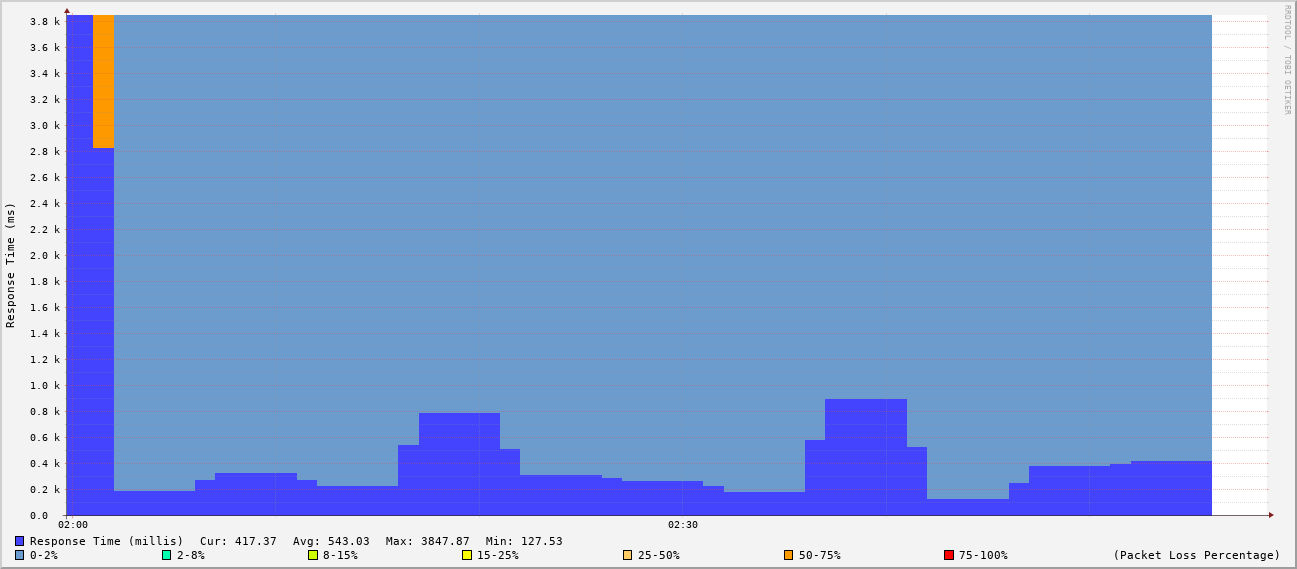 RRDTOOL / TOBI OETIKER
Response Time (ms)
3.8 k
3.6 k
3.4 k
3.2 k
3.0 k
2.8 k
2.6 k
2.4 k
2.2 k
2.0 k
1.8 k
1.6 k
1.4 k
1.2 k
1.0 k
0.8 k
0.6 k
0.4 k
0.2 k
0.0
02:00 02:30
Response Time (millis) Cur: 417.37 Avg: 543.03 Max: 3847.87 Min: 127.53
0-2% 2-8% 8-15% 15-25% 25-50% 50-75% 75-100% (Packet Loss Percentage)